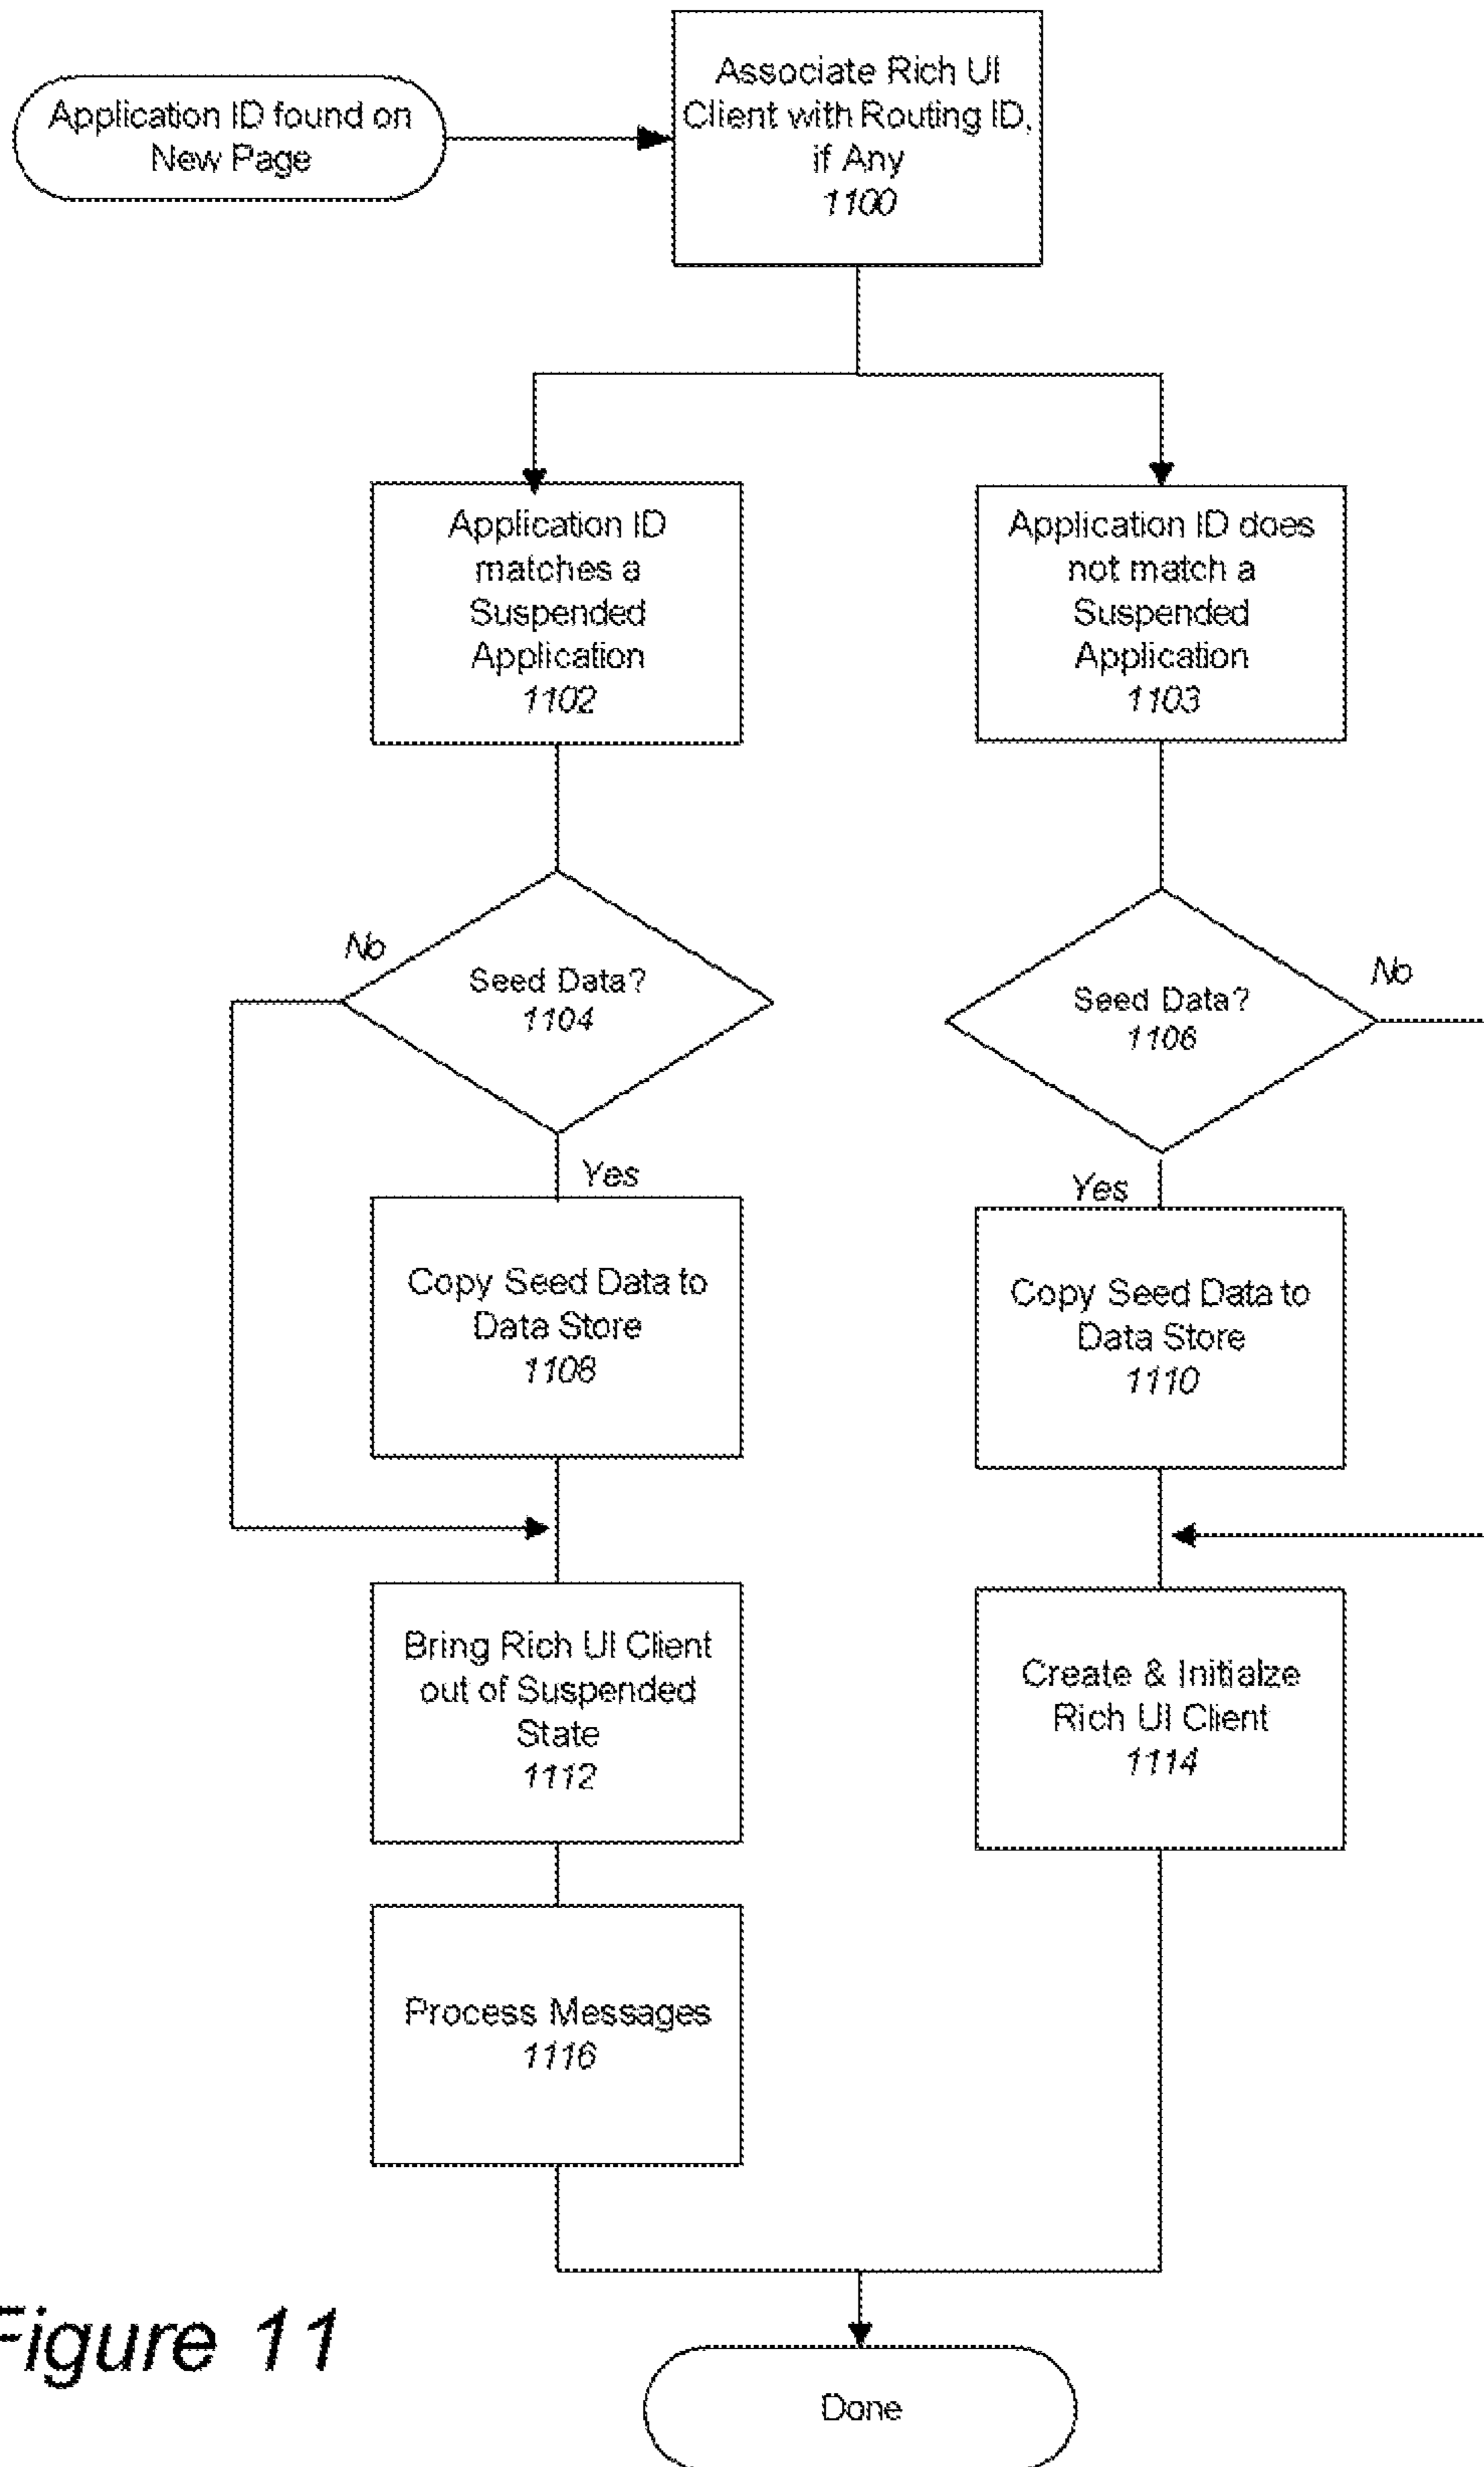 Application ID found on
New Page
Associate Rich UI
Client with Routing ID,
if Any
1100
Application ID
matches a
Suspended
Application
1102
Application ID does
not match a
Suspended
Application
1103
No
Seed Data?
1104
Yes
Seed Data?
1106
No
Yes
Copy Seed Data to
Data Store
1108
Copy Seed Data to
Data Store
1110
Bring Rich UI Client
out of Suspended
State
1112
Create & Initialze
Rich UI Client
1114
Process Messages
1116
Figure 11
Done